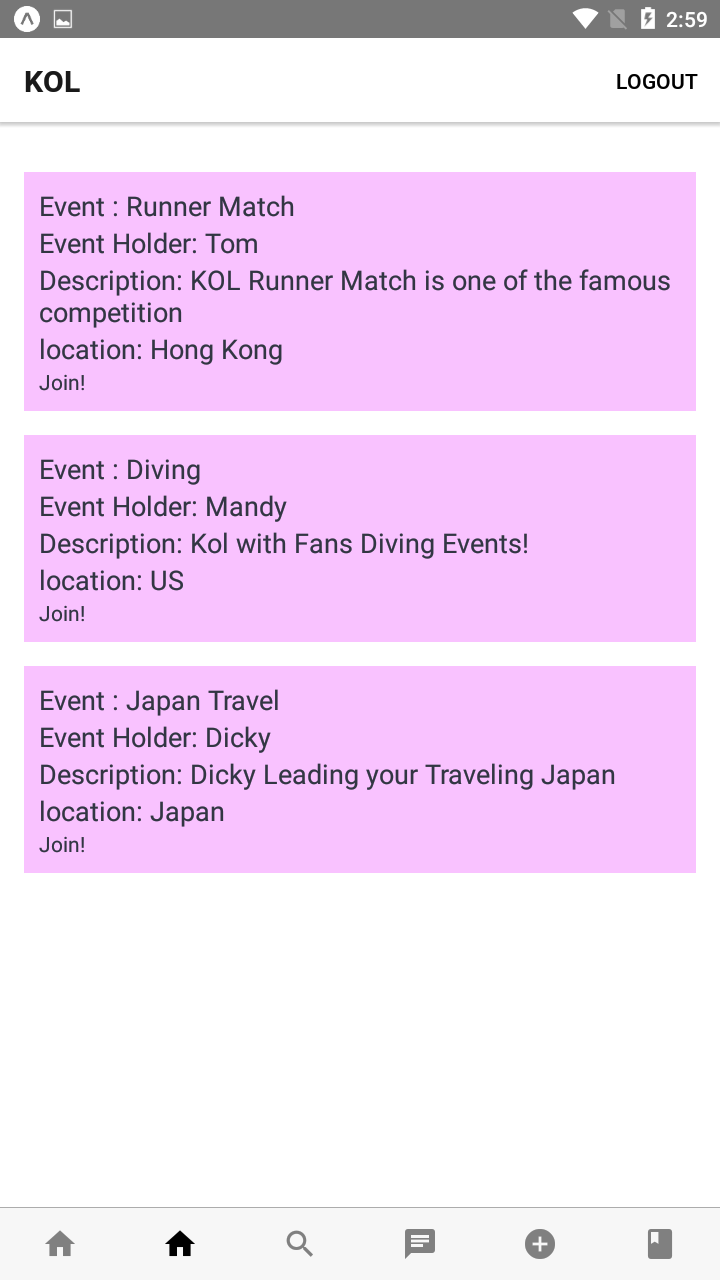 2:59
KOL
LOGOUT
Event : Runner Match
Event Holder: Tom
Description: KOL Runner Match is one of the famous
competition
location: Hong Kong
Join!
Event : Diving
Event Holder: Mandy
Description: Kol with Fans Diving Events!
location: US
Join!
Event : Japan Travel
Event Holder: Dicky
Description: Dicky Leading your Traveling Japan
location: Japan
Join!